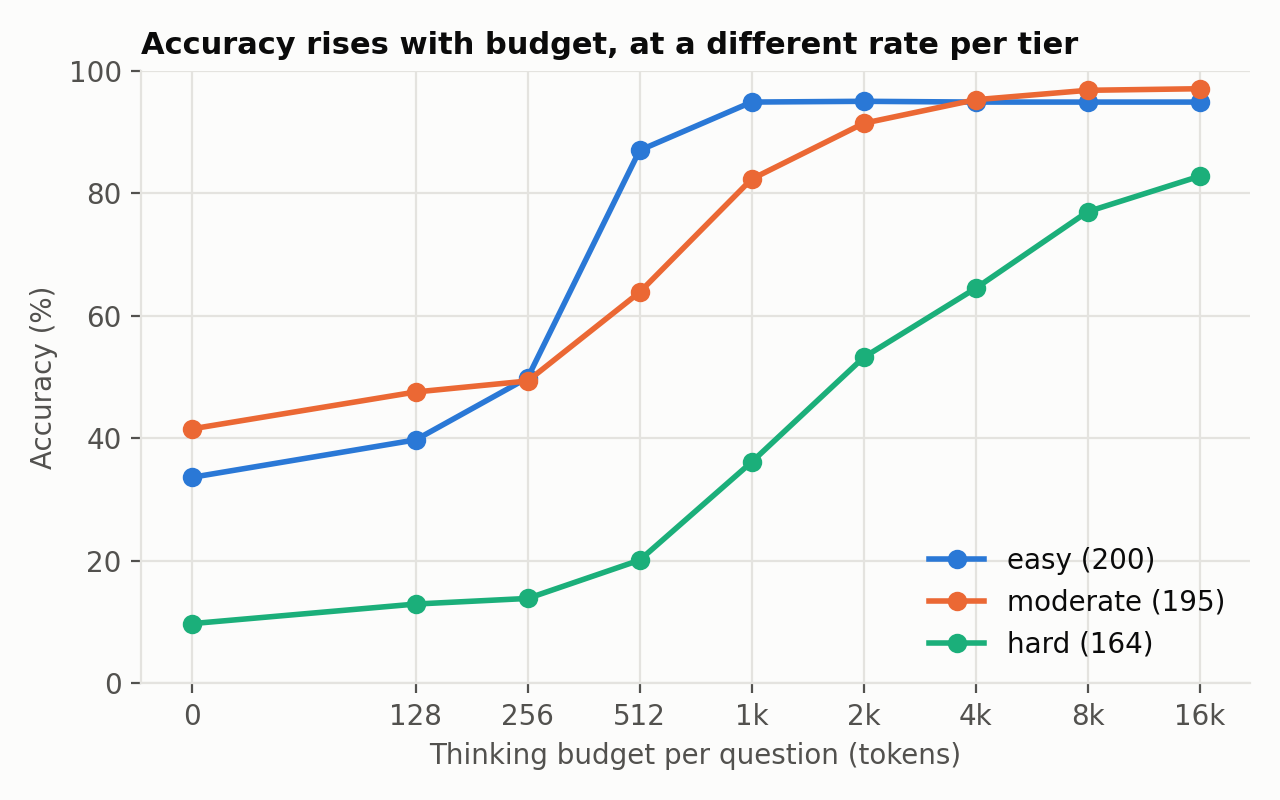 Accuracy rises with budget, at a different rate per tier
100
80
60
40
20
0
Accuracy (%)
easy (200)
moderate (195)
hard (164)
0 128 256 512 1k 2k 4k 8k 16k
Thinking budget per question (tokens)